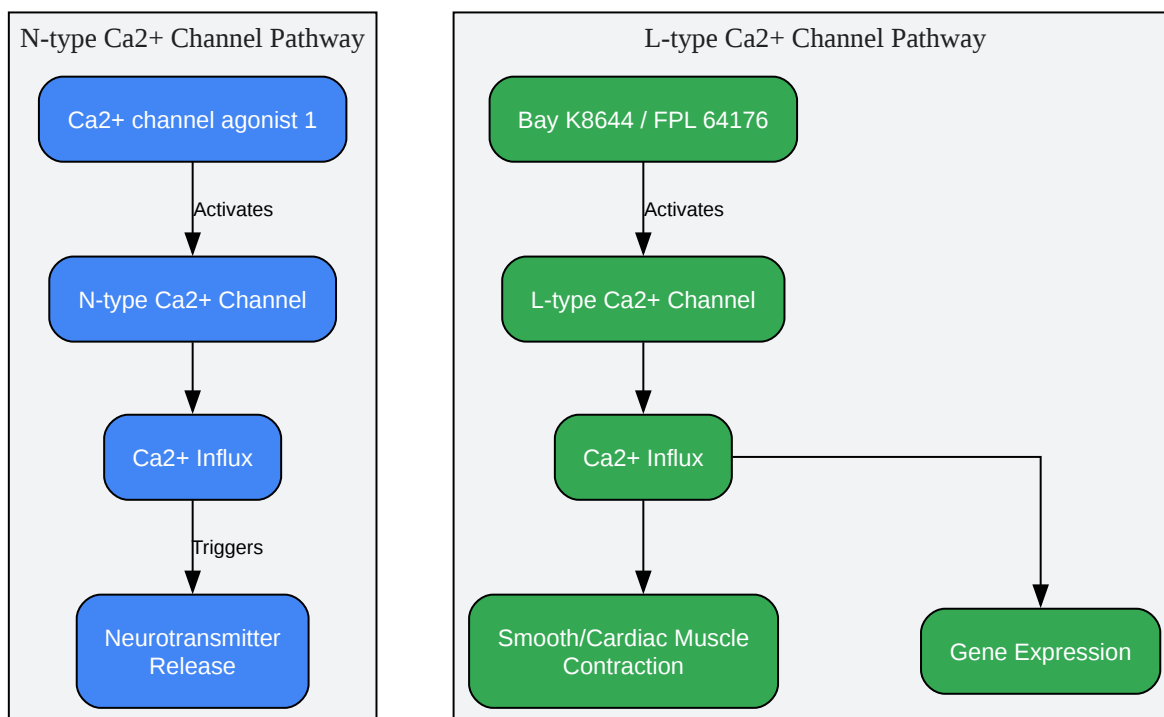 N-type Ca2+ Channel Pathway
Ca2+ channel agonist 1
Activates
N-type Ca2+ Channel
Ca2+ Influx
Triggers
Neurotransmitter
Release
L-type Ca2+ Channel Pathway
Bay K8644 / FPL 64176
Activates
L-type Ca2+ Channel
Ca2+ Influx
Smooth/Cardiac Muscle
Contraction
Gene Expression